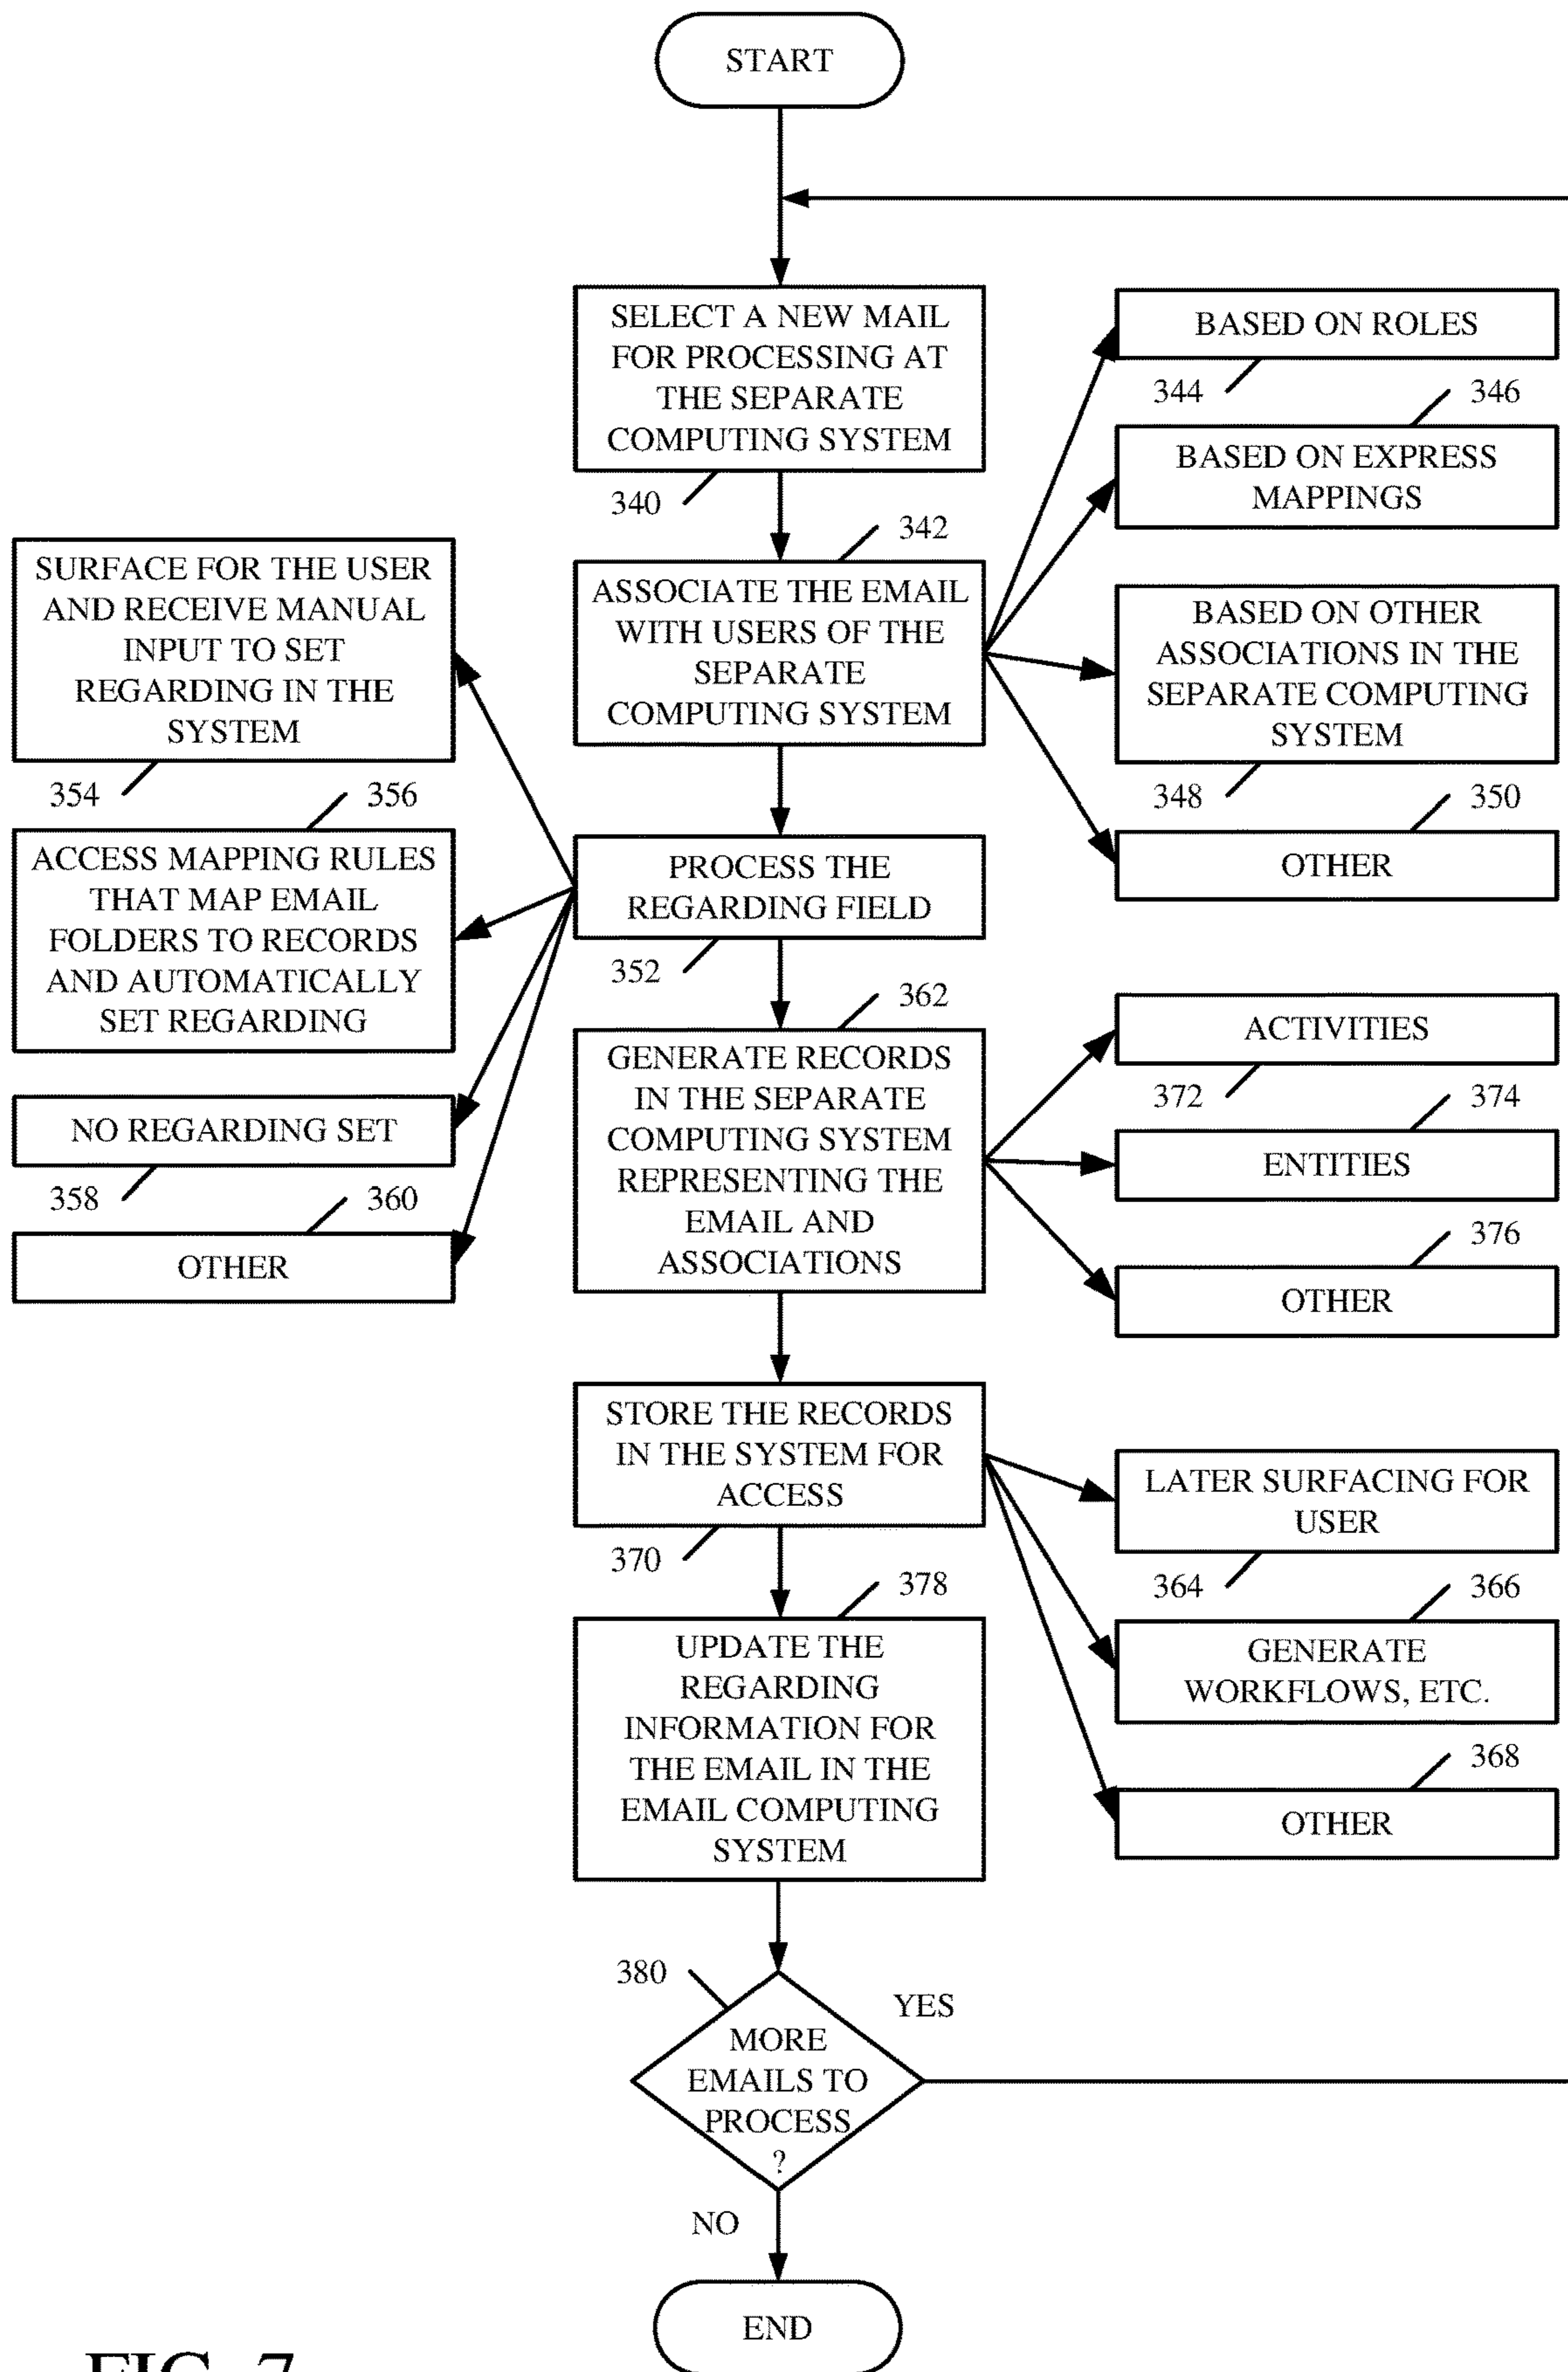 START
SELECT A NEW MAIL
FOR PROCESSING AT
THE SEPARATE
COMPUTING SYSTEM
340
BASED ON ROLES
344
346
BASED ON EXPRESS
MAPPINGS
342
ASSOCIATE THE EMAIL
WITH USERS OF THE
SEPARATE
COMPUTING SYSTEM
BASED ON OTHER
ASSOCIATIONS IN THE
SEPARATE COMPUTING
SYSTEM
348
350
OTHER
SURFACE FOR THE USER
AND RECEIVE MANUAL
INPUT TO SET
REGARDING IN THE
SYSTEM
354
356
ACCESS MAPPING RULES
THAT MAP EMAIL
FOLDERS TO RECORDS
AND AUTOMATICALLY
SET REGARDING
NO REGARDING SET
358
360
OTHER
PROCESS THE
REGARDING FIELD
352
362
GENERATE RECORDS
IN THE SEPARATE
COMPUTING SYSTEM
REPRESENTING THE
EMAIL AND
ASSOCIATIONS
ACTIVITIES
372
374
ENTITIES
376
OTHER
STORE THE RECORDS
IN THE SYSTEM FOR
ACCESS
370
LATER SURFACING FOR
USER
364
366
GENERATE
WORKFLOWS, ETC.
368
OTHER
378
UPDATE THE
REGARDING
INFORMATION FOR
THE EMAIL IN THE
EMAIL COMPUTING
SYSTEM
380
MORE
EMAILS TO
PROCESS
?
YES
NO
END
FIG. 7